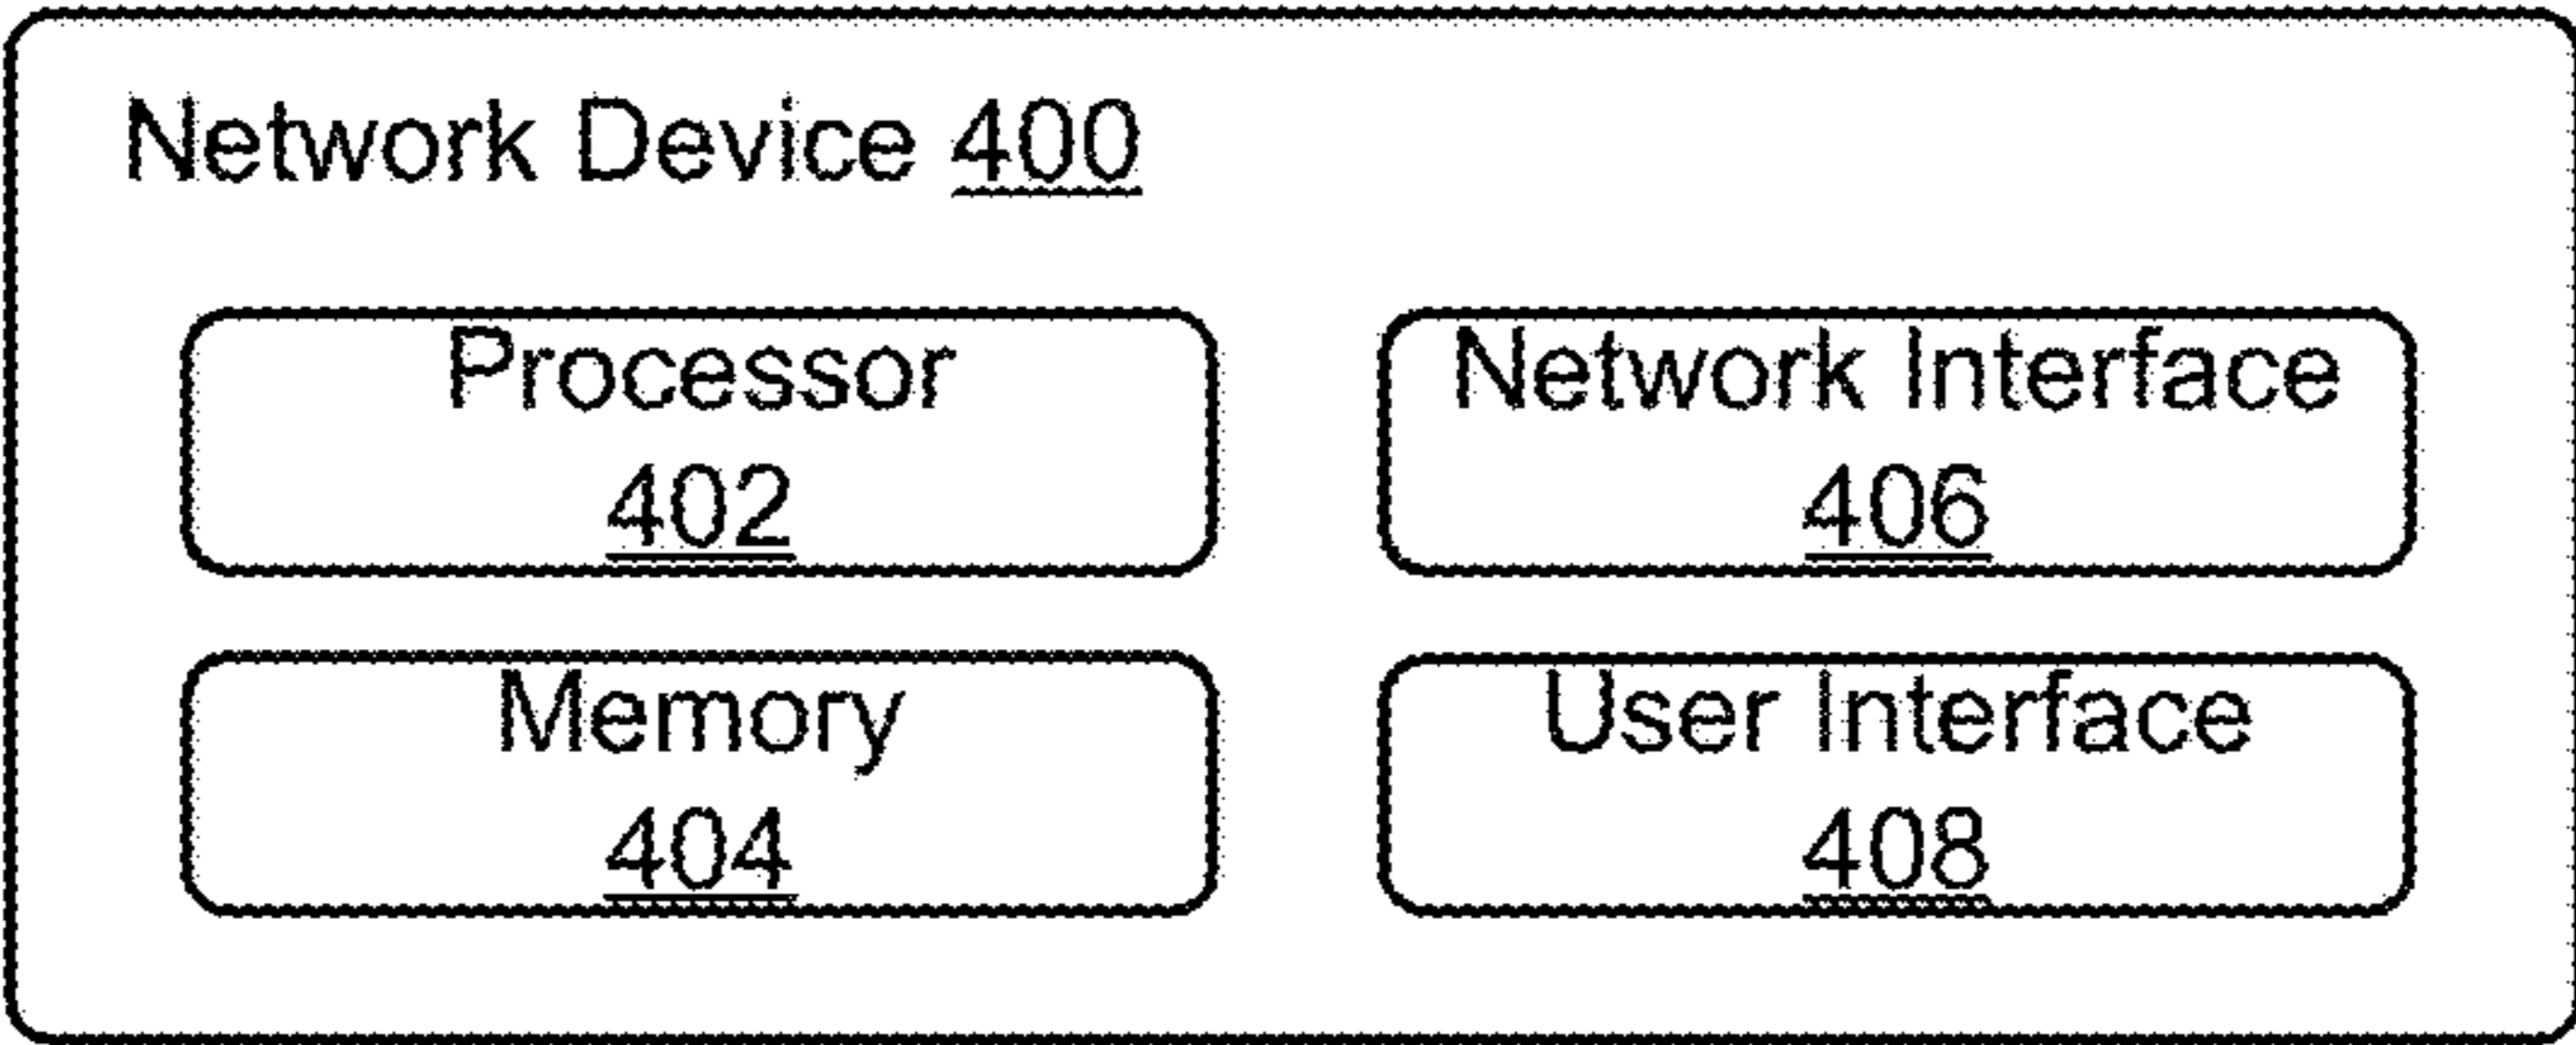 Network Device 400
Processor
402
Network Interface
406
Memory
404
User Interface
408